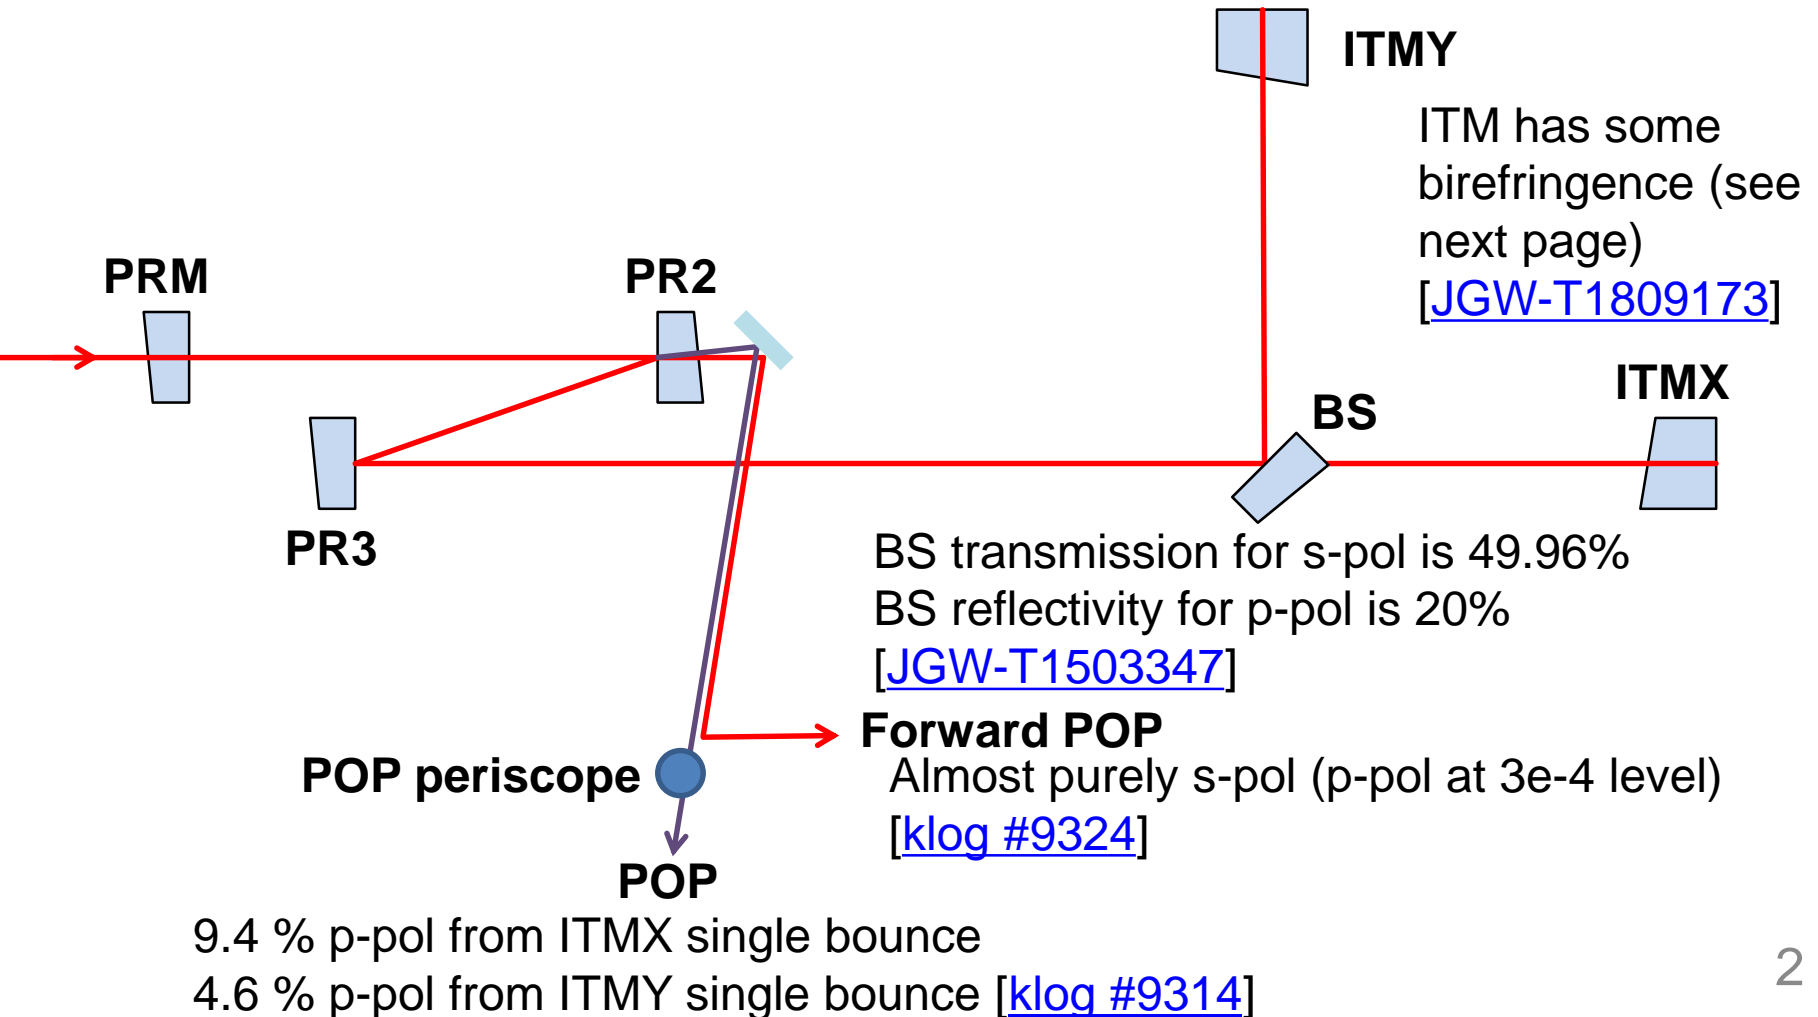 ITMY
ITM has some
birefringence (see
next page)
[JGW-T1809173]
PRM
PR2
ITMX
BS
PR3
BS transmission for s-pol is 49.96%
BS reflectivity for p-pol is 20%
[JGW-T1503347]
Forward POP
POP periscope
Almost purely s-pol (p-pol at 3e-4 level)
[klog #9324]
POP
9.4 % p-pol from ITMX single bounce
4.6 % p-pol from ITMY single bounce [klog #9314]
2